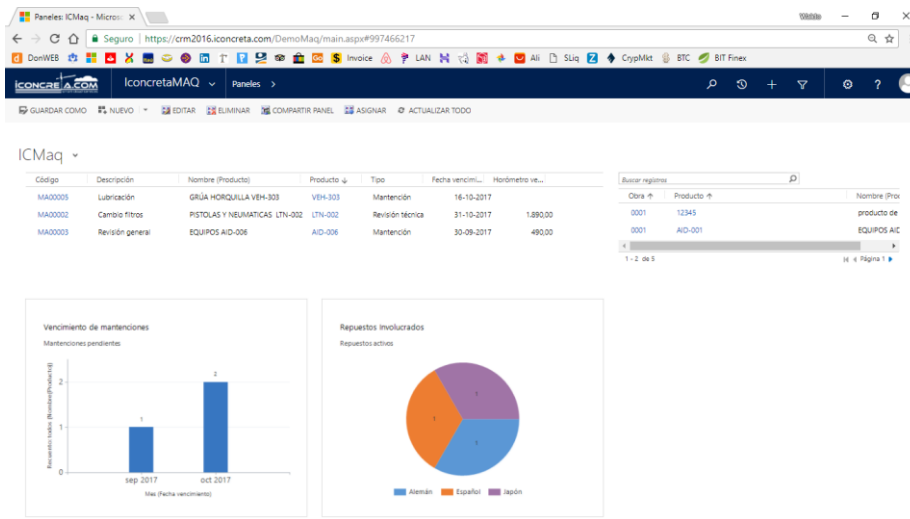 Paneles: ICMaq - Micros
Waldo
Seguro | https://crm2016.iconcreta.com/DemoMaq/main.aspx#997466217
DonWEB Invoice LAN Ali SLiq CrypMkt BTC BIT Finex
ICONCRETA.COM IconcretaMAQ Paneles
GUARDAR COMO NUEVO EDITAR ELIMINAR COMPARTIR PANEL ASIGNAR ACTUALIZAR TODO
ICMaq
Código Descripción Nombre (Producto) Producto Tipo Fecha vencimi... Horómetro ve...
MA00005 Lubricación GRÚA HORQUILLA VEH-303 VEH-303 Mantención 16-10-2017
MA00002 Cambio filtros PISTOLAS Y NEUMATICAS LTN-002 LTN-002 Revisión técnica 31-10-2017 1.890,00
MA00003 Revisión general EQUIPOS AID-006 AID-006 Mantención 30-09-2017 490,00
Buscar registros
Obra Producto Nombre (Proc
0001 12345 producto de
0001 AID-001 EQUIPOS AID
1 - 2 de 5 Página 1
Vencimiento de mantenciones
Mantenciones pendientes
Recuento: todos (Nombre(Producto))
2
1
0
1
2
sep 2017 oct 2017
Mes (Fecha vencimiento)
Repuestos Involucrados
Repuestos activos
1
1
1
Alemán Español Japón